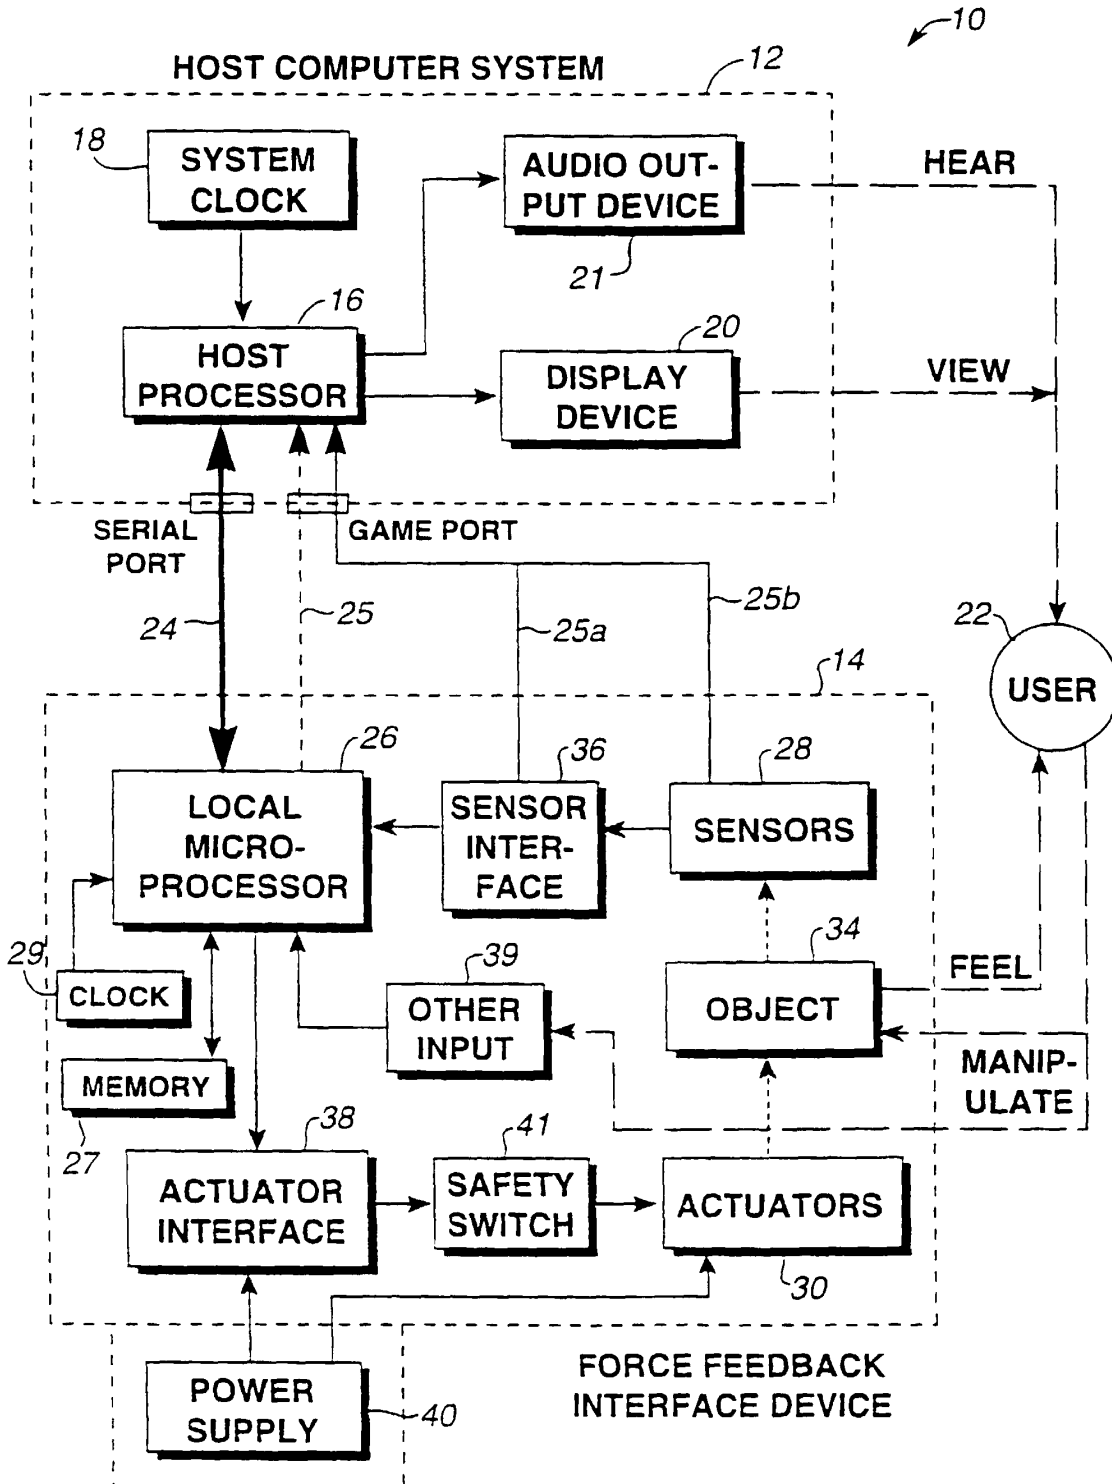 10
HOST COMPUTER SYSTEM
12
18
SYSTEM
CLOCK
AUDIO OUT-
PUT DEVICE
21
HEAR
16
HOST
PROCESSOR
20
DISPLAY
DEVICE
VIEW
SERIAL
PORT
GAME PORT
24
25
25a
25b
22
USER
14
26
LOCAL
MICRO-
PROCESSOR
36
SENSOR
INTER-
FACE
28
SENSORS
29
CLOCK
39
OTHER
INPUT
34
OBJECT
FEEL
MANIP-
ULATE
MEMORY
27
38
ACTUATOR
INTERFACE
41
SAFETY
SWITCH
ACTUATORS
30
POWER
SUPPLY
40
FORCE FEEDBACK
INTERFACE DEVICE